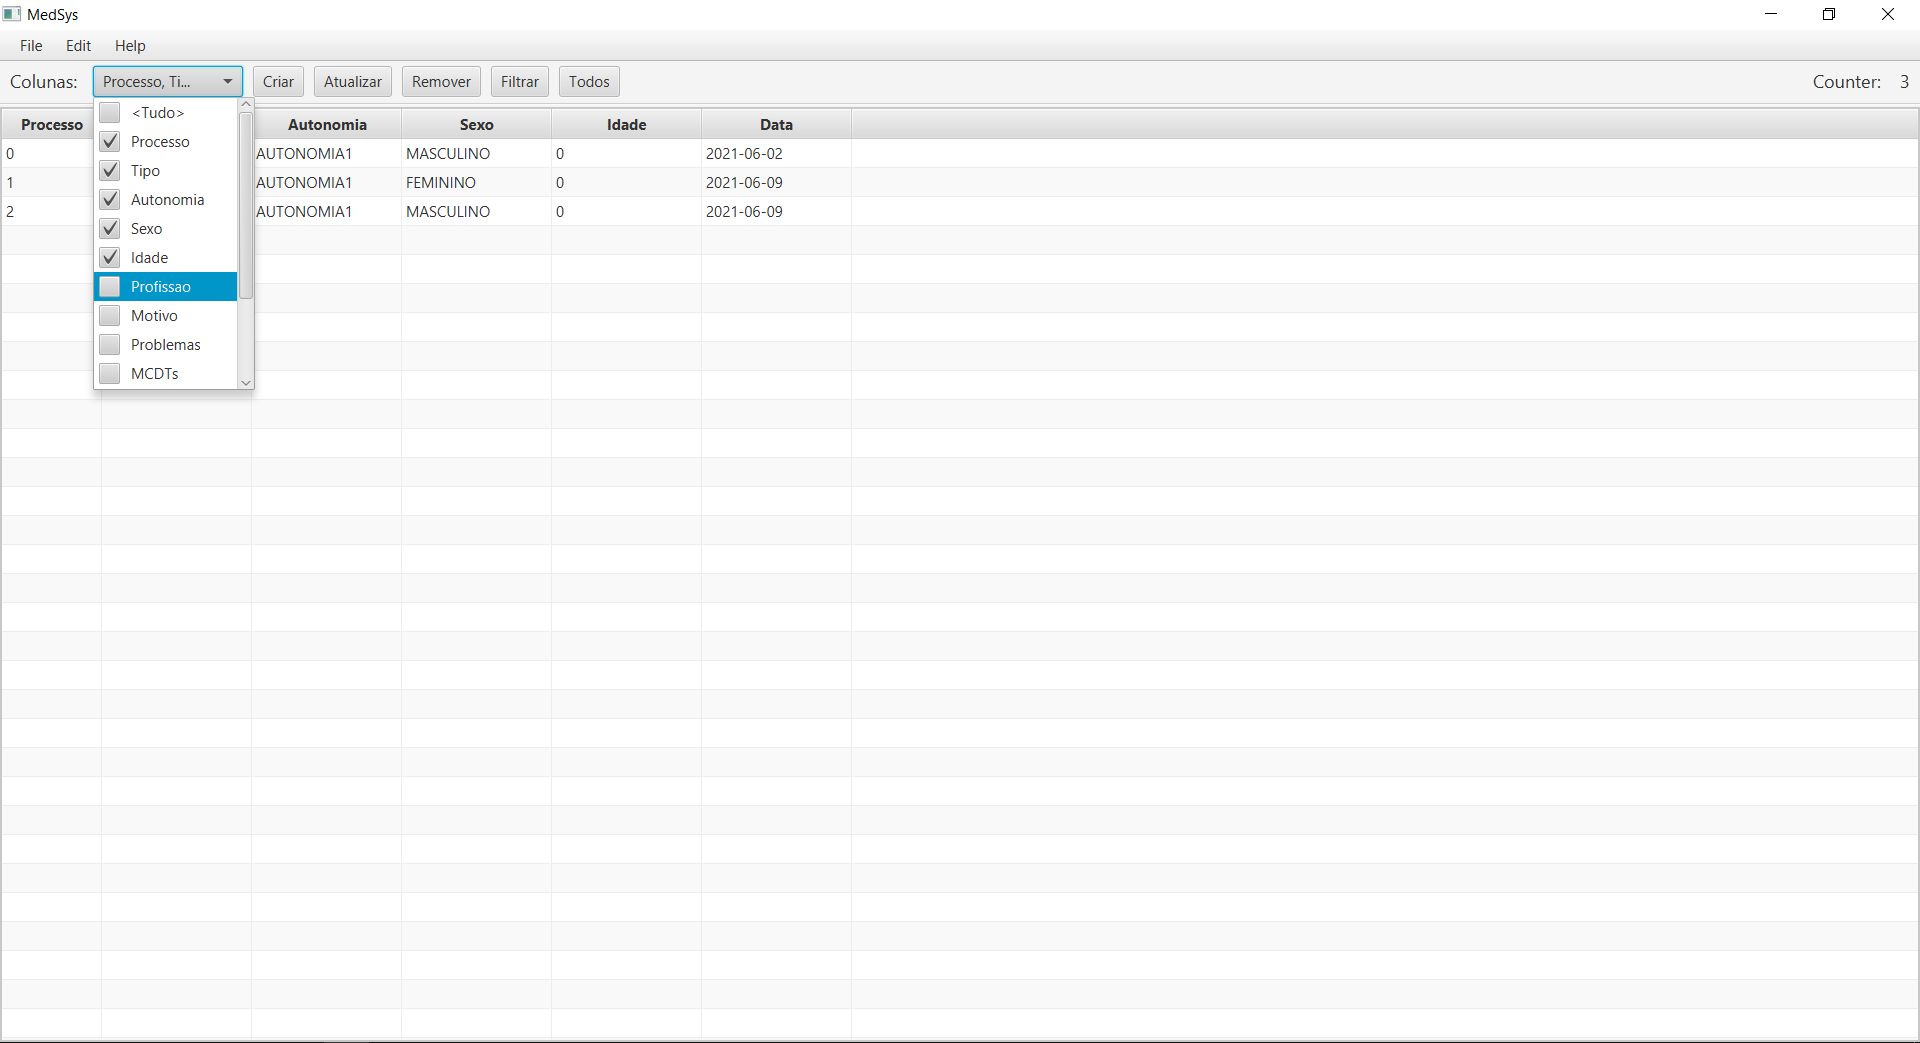 MedSys
File Edit Help
Colunas: Processo, Ti... Criar Atualizar Remover Filtrar Todos Counter: 3
Processo Autonomia Sexo Idade Data
0 AUTONOMIA1 MASCULINO 0 2021-06-02
1 AUTONOMIA1 FEMININO 0 2021-06-09
2 AUTONOMIA1 MASCULINO 0 2021-06-09
<Tudo>
Processo
Tipo
Autonomia
Sexo
Idade
Profissao
Motivo
Problemas
MCDTs